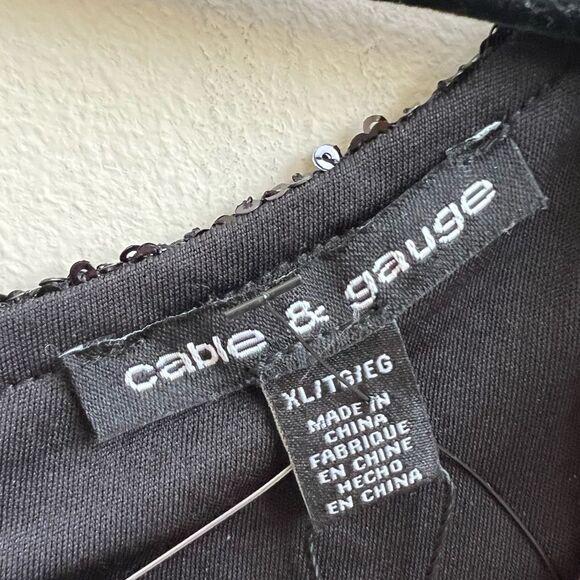 cable & gauge
XL/TG/EG
MADE IN
CHINA
FABRIQUE
EN CHINE
HECHO
EN CHINA